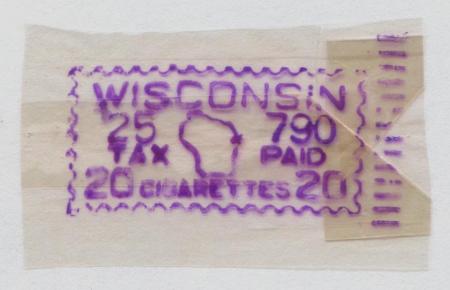 WISCONSIN
25 790
TAX PAID
20 CIGARETTES 20